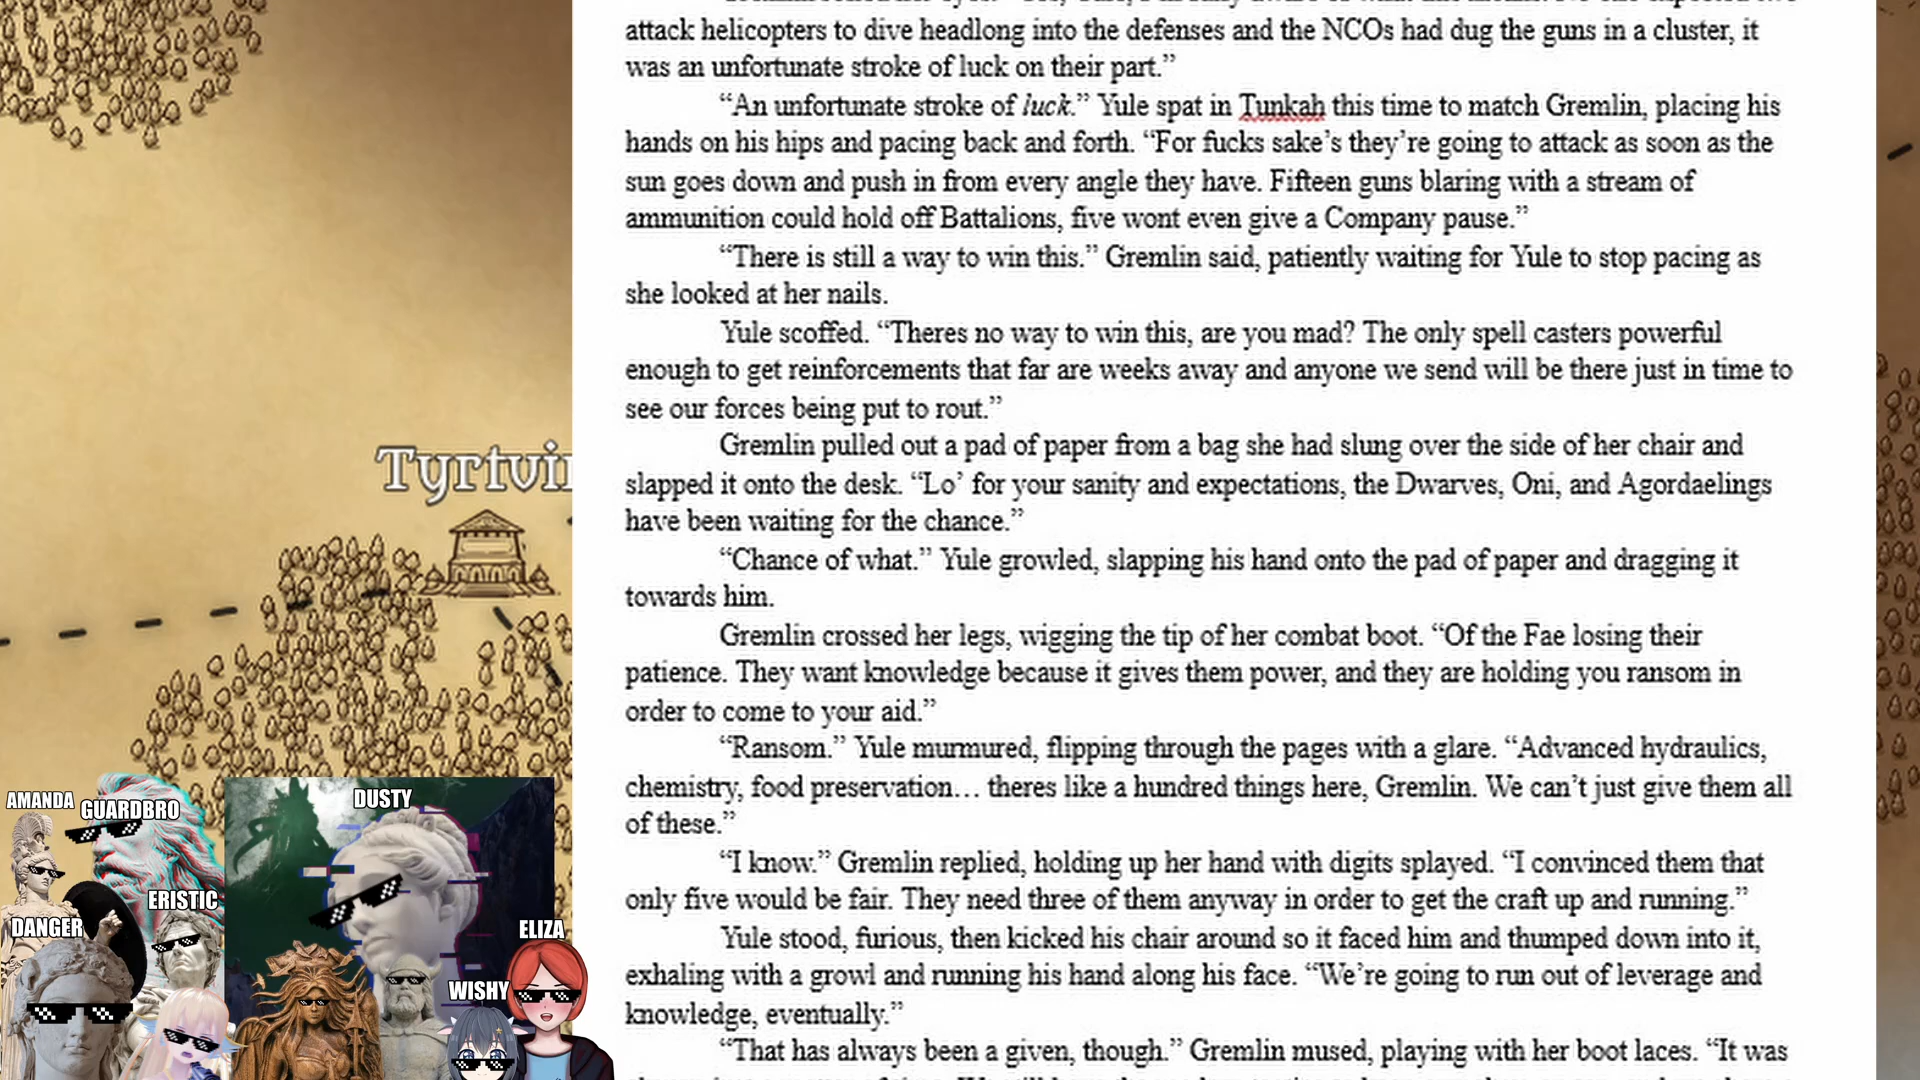 attack helicopters to dive headlong into the defenses and the NCOs had dug the guns in a cluster, it
was an unfortunate stroke of luck on their part.”
“An unfortunate stroke of luck.” Yule spat in Tunkah this time to match Gremlin, placing his
hands on his hips and pacing back and forth. “For fucks sake’s they’re going to attack as soon as the
sun goes down and push in from every angle they have. Fifteen guns blaring with a stream of
ammunition could hold off Battalions, five wont even give a Company pause.”
“There is still a way to win this.” Gremlin said, patiently waiting for Yule to stop pacing as
she looked at her nails.
Yule scoffed. “Theres no way to win this, are you mad? The only spell casters powerful
enough to get reinforcements that far are weeks away and anyone we send will be there just in time to
see our forces being put to rout.”
Gremlin pulled out a pad of paper from a bag she had slung over the side of her chair and
slapped it onto the desk. “Lo’ for your sanity and expectations, the Dwarves, Oni, and Agordaelings
have been waiting for the chance.”
“Chance of what.” Yule growled, slapping his hand onto the pad of paper and dragging it
towards him.
Gremlin crossed her legs, wigging the tip of her combat boot. “Of the Fae losing their
patience. They want knowledge because it gives them power, and they are holding you ransom in
order to come to your aid.”
“Ransom.” Yule murmured, flipping through the pages with a glare. “Advanced hydraulics,
chemistry, food preservation… theres like a hundred things here, Gremlin. We can’t just give them all
of these.”
“I know.” Gremlin replied, holding up her hand with digits splayed. “I convinced them that
only five would be fair. They need three of them anyway in order to get the craft up and running.”
Yule stood, furious, then kicked his chair around so it faced him and thumped down into it,
exhaling with a growl and running his hand along his face. “We’re going to run out of leverage and
knowledge, eventually.”
“That has always been a given, though.” Gremlin mused, playing with her boot laces. “It was
Tyrtvi
AMANDA
GUARDBRO
DUSTY
ERISTIC
DANGER
ELIZA
WISHY